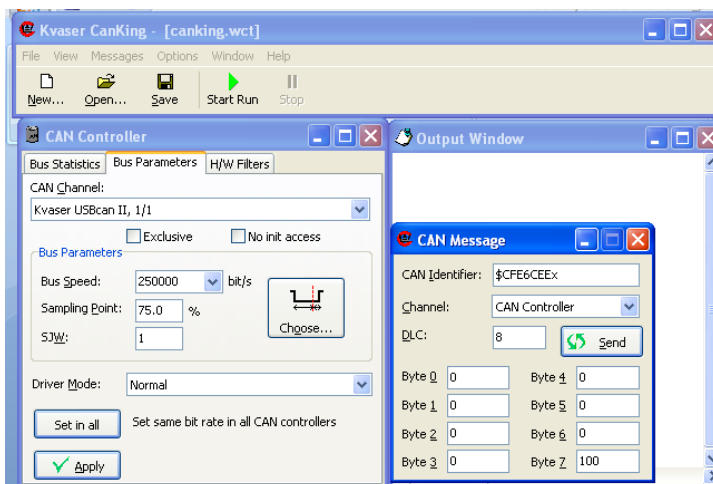 Kvaser CanKing - [canking.wct]
File View Messages Options Window Help
New... Open... Save Start Run Stop
CAN Controller
Bus Statistics Bus Parameters H/W Filters
CAN Channel:
Kvaser USBcan II, 1/1
Exclusive No init access
Bus Parameters
Bus Speed: 250000 bit/s
Sampling Point: 75.0 %
SJW: 1
Choose...
Driver Mode: Normal
Set in all Set same bit rate in all CAN controllers
Apply
Output Window
CAN Message
CAN Identifier: $CFE6CEEx
Channel: CAN Controller
DLC: 8 Send
Byte 0 0 Byte 4 0
Byte 1 0 Byte 5 0
Byte 2 0 Byte 6 0
Byte 3 0 Byte 7 100